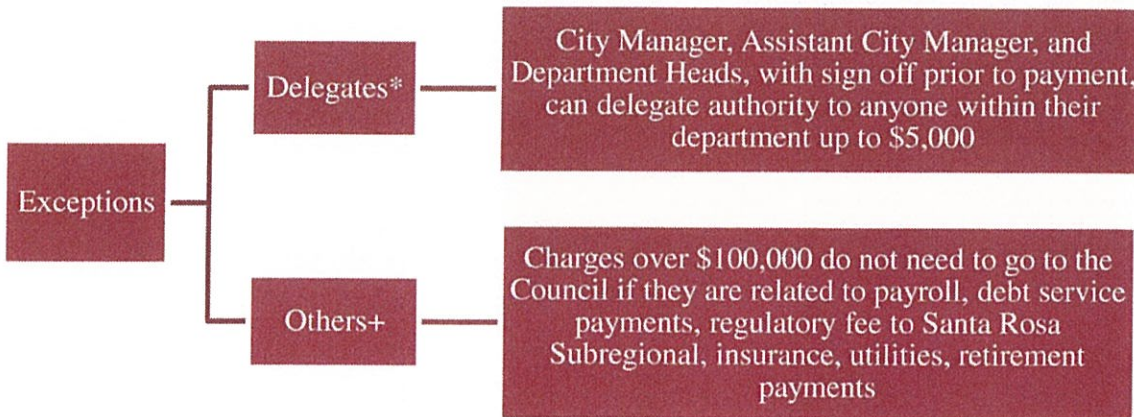 Exceptions
Delegates*
City Manager, Assistant City Manager, and
Department Heads, with sign off prior to payment,
can delegate authority to anyone within their
department up to $5,000
Others+
Charges over $100,000 do not need to go to the
Council if they are related to payroll, debt service
payments, regulatory fee to Santa Rosa
Subregional, insurance, utilities, retirement
payments